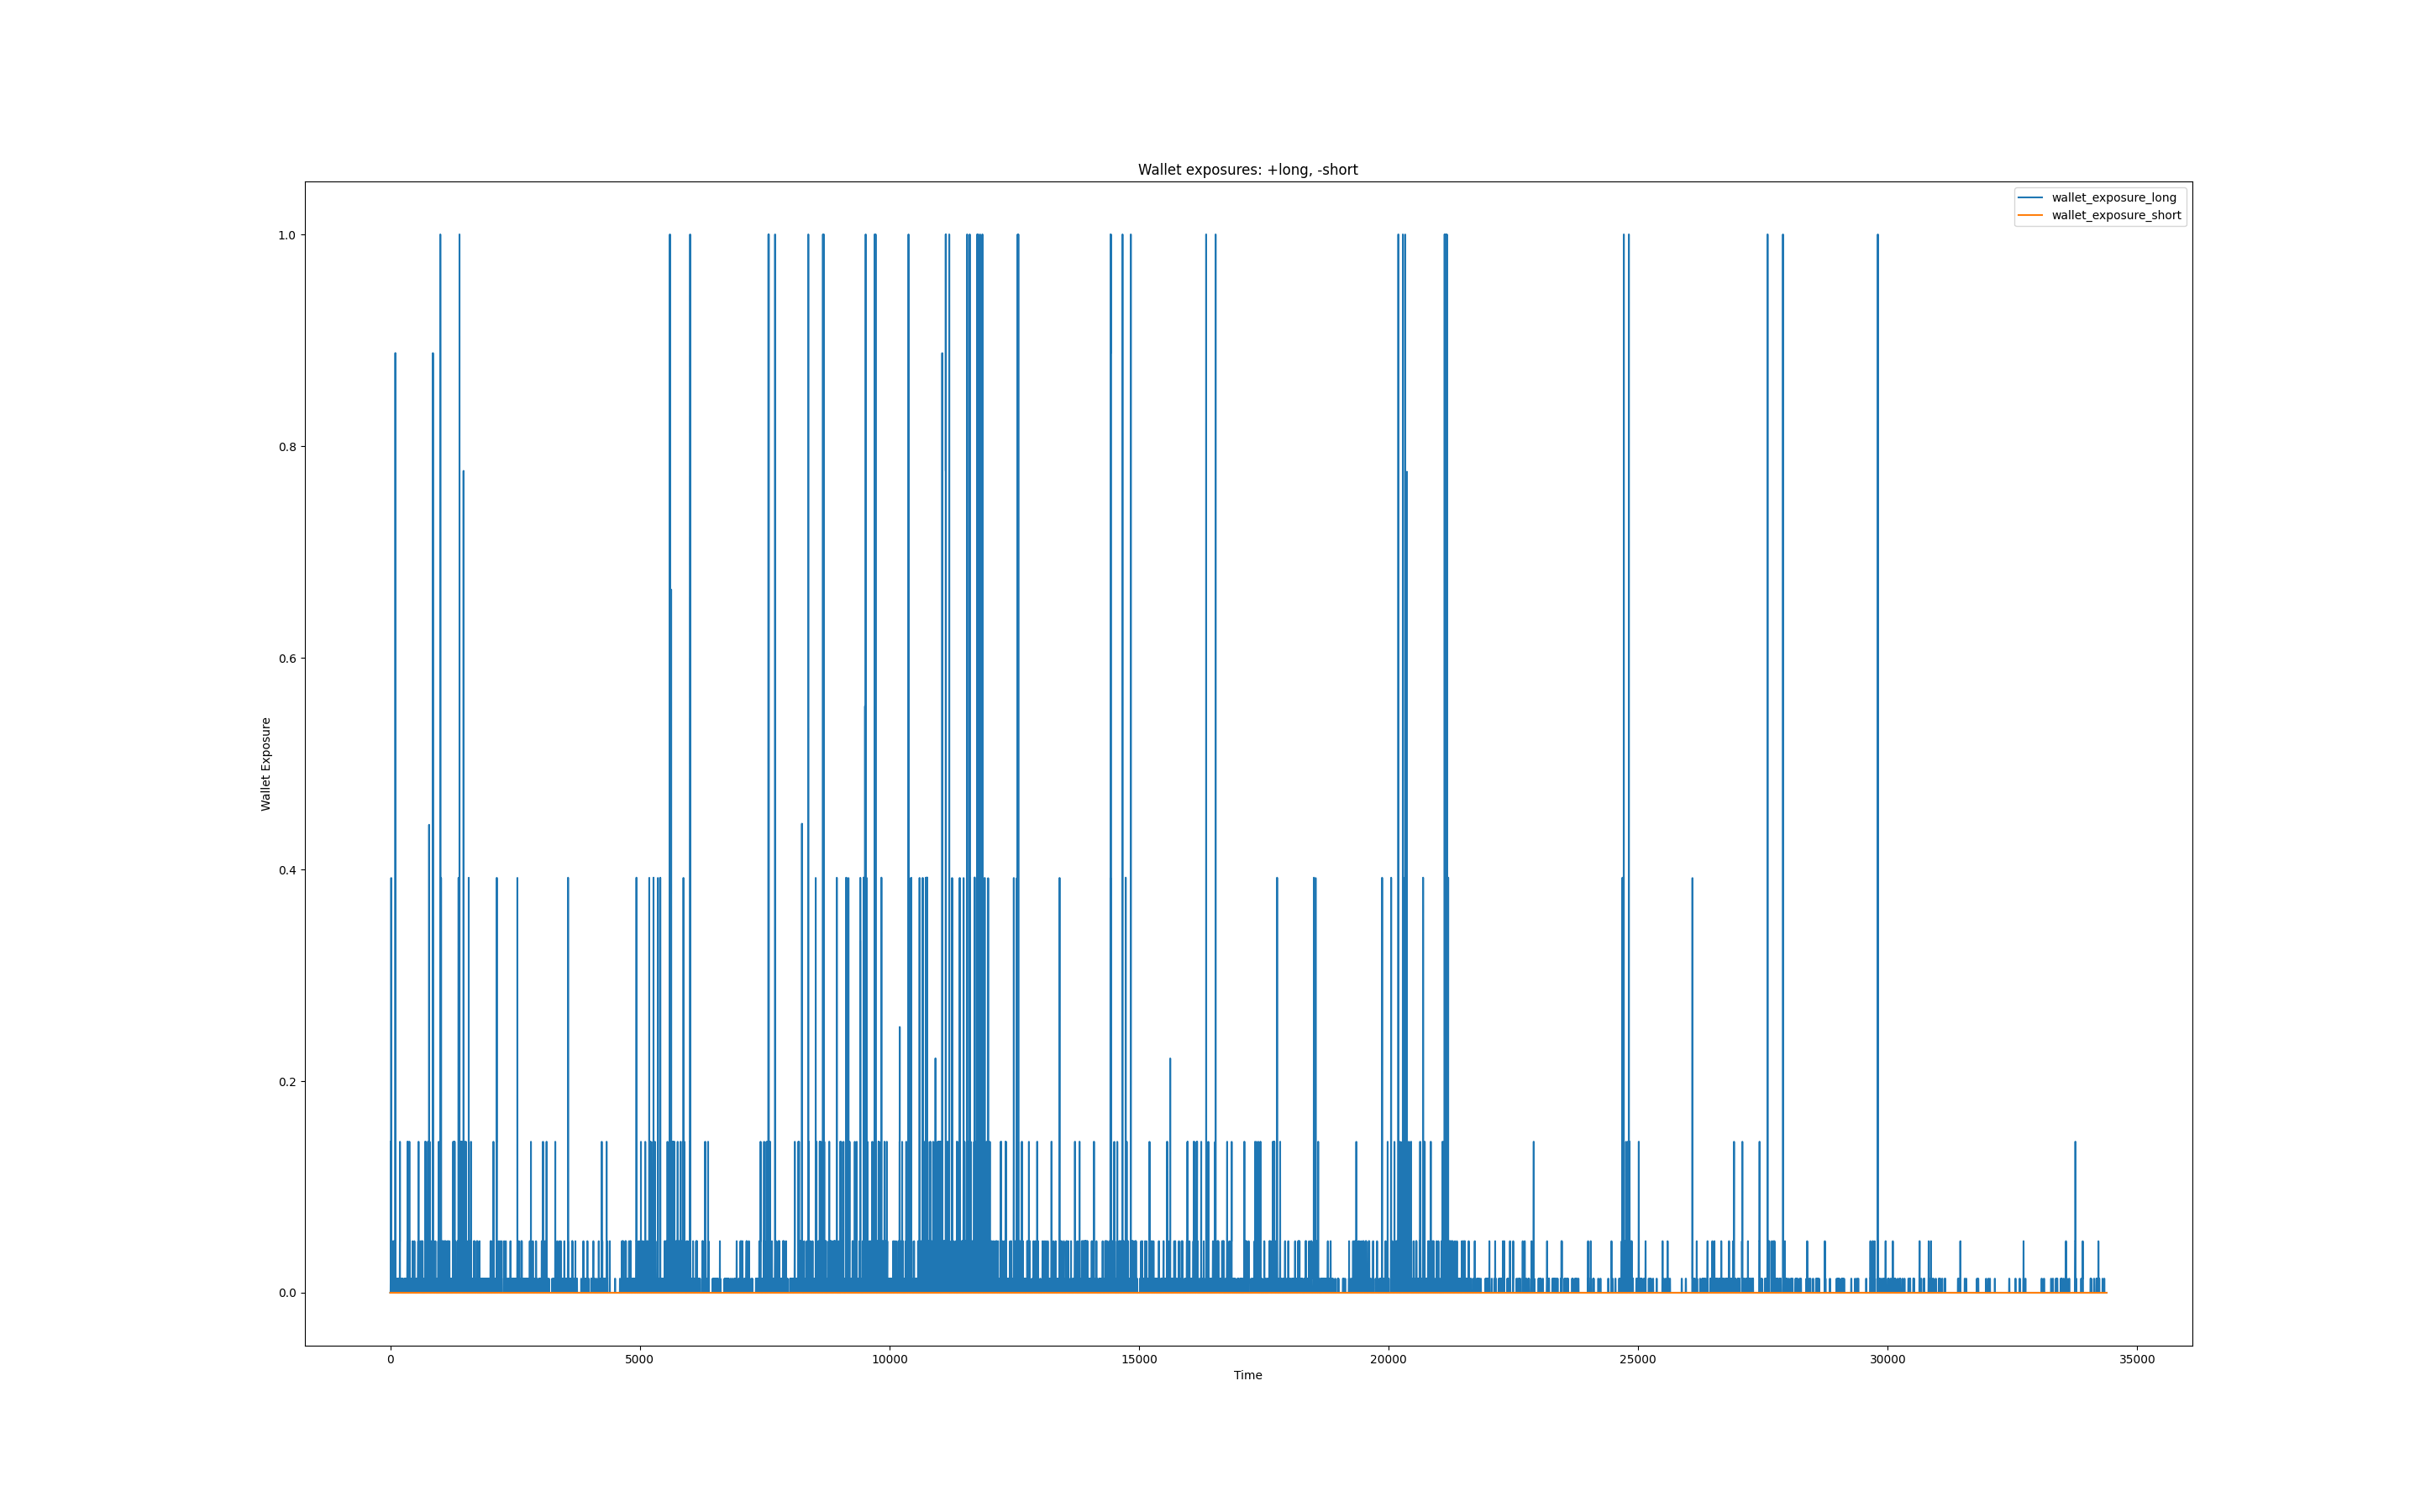 Wallet exposures: +long, -short
wallet_exposure_long
wallet_exposure_short
1.0
0.8
0.6
0.4
0.2
0.0
Wallet Exposure
0 5000 10000 15000 20000 25000 30000 35000
Time